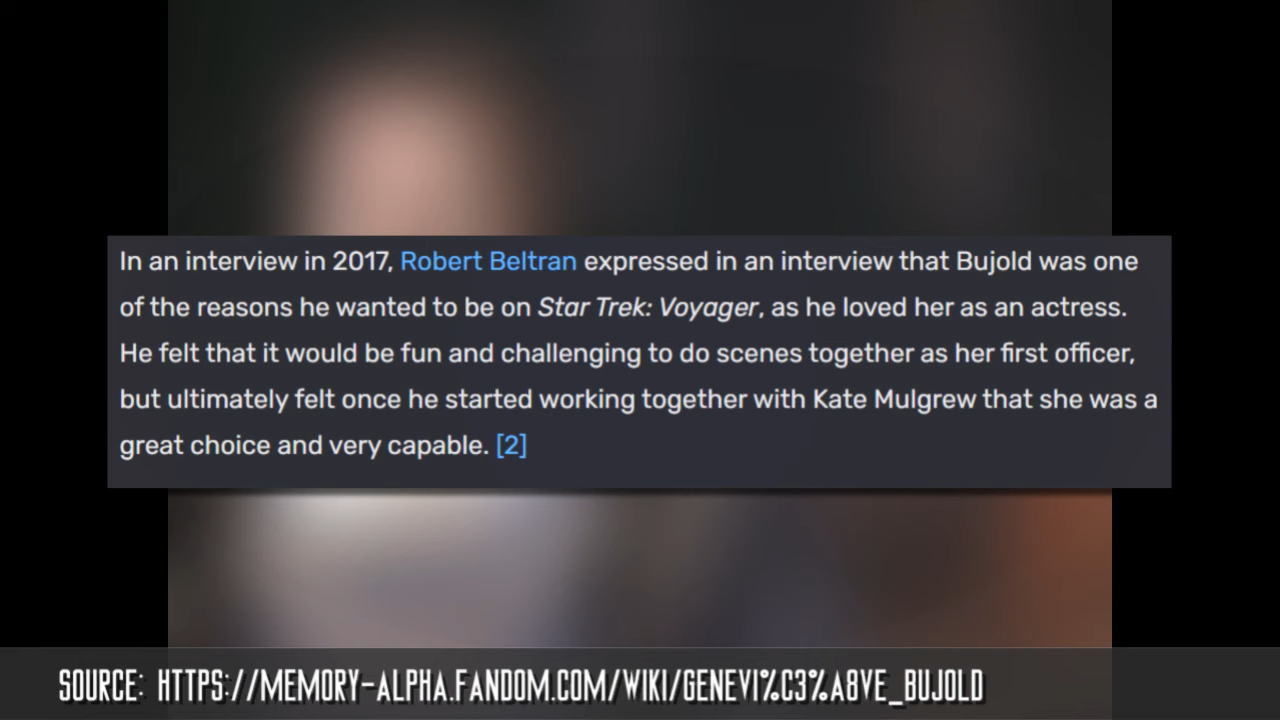 In an interview in 2017, Robert Beltran expressed in an interview that Bujold was one
of the reasons he wanted to be on Star Trek: Voyager, as he loved her as an actress.
He felt that it would be fun and challenging to do scenes together as her first officer,
but ultimately felt once he started working together with Kate Mulgrew that she was a
great choice and very capable. [2]
SOURCE: HTTPS://MEMORY-ALPHA.FANDOM.COM/WIKI/GENEVI%C3%A8VE_BUJOLD